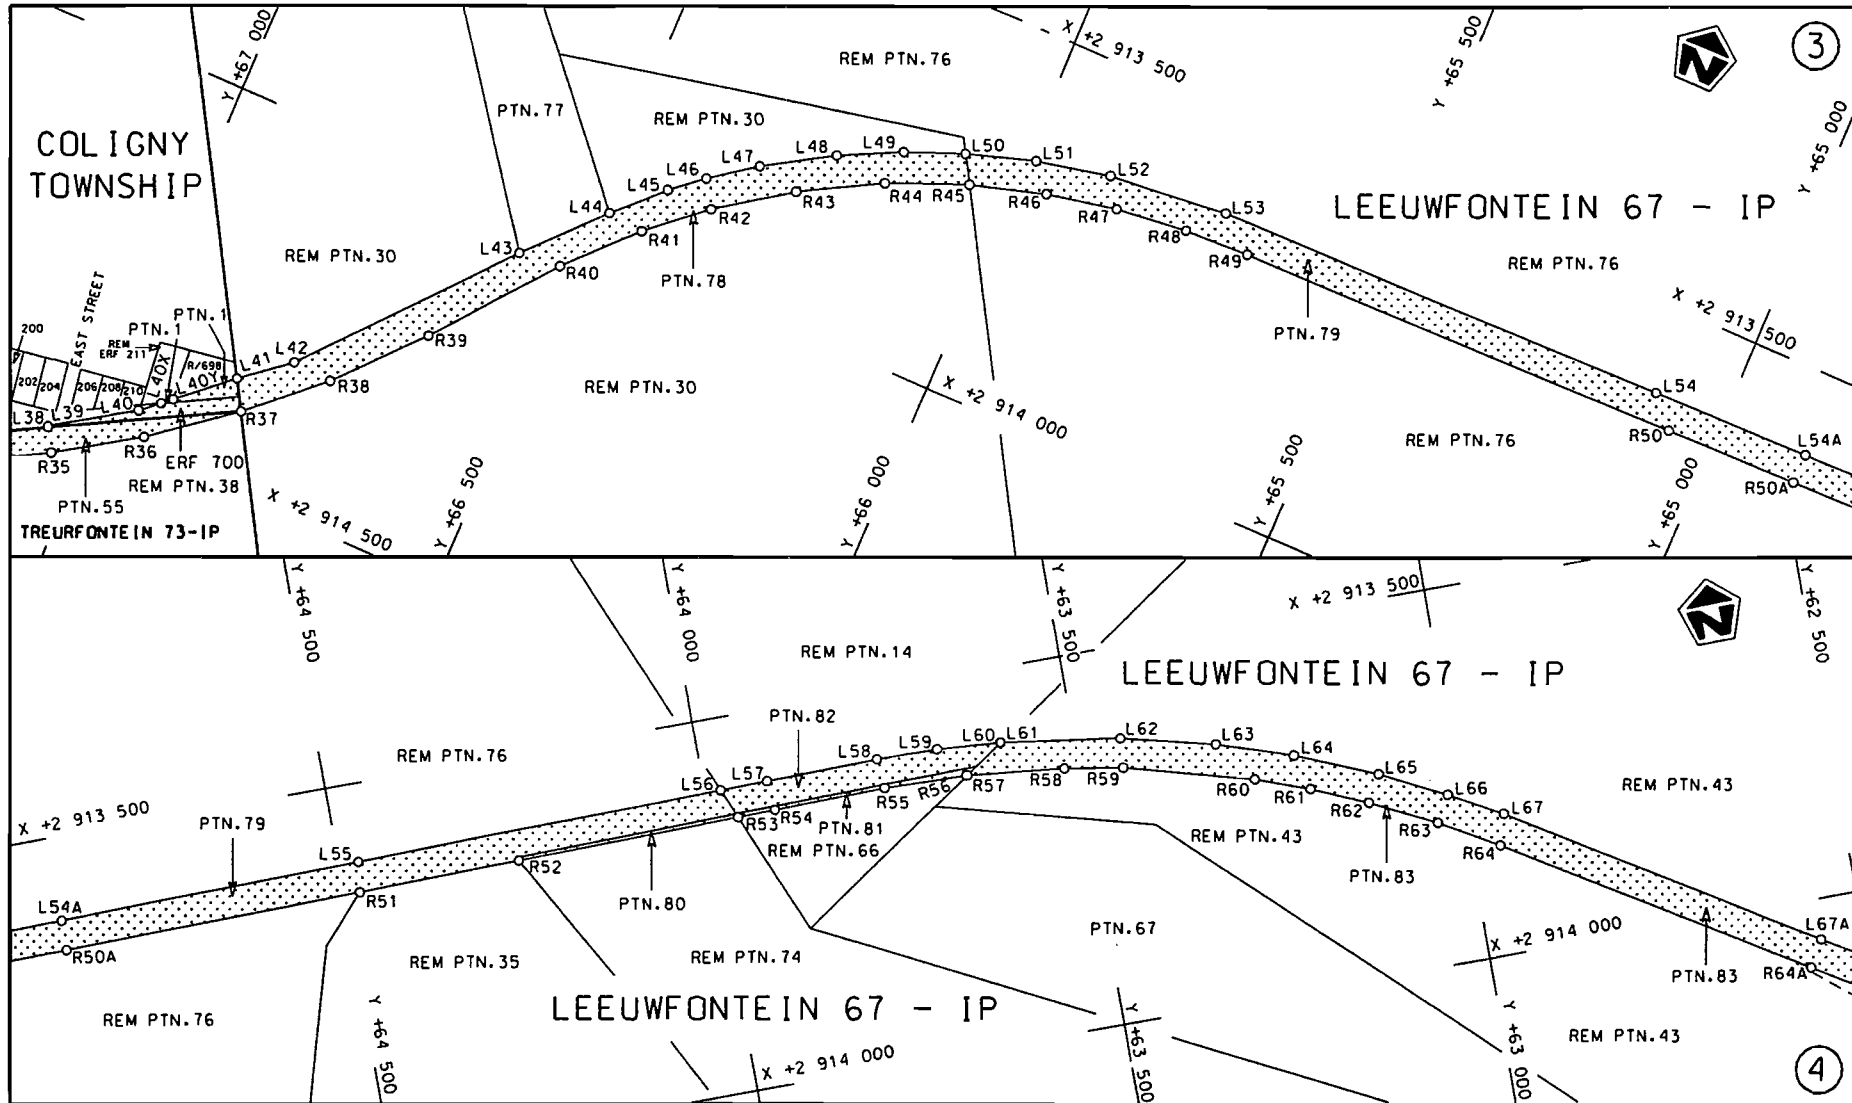 3
Y +67 000
X +2 913 500
Y +65 500
Y +65 000
REM PTN.76
PTN.77
REM PTN.30
COLIGNY
TOWNSHIP
L44
L45
L46
L47
L48
L49
L50
L51
L52
L53
LEEUWFONTEIN 67 - IP
R40
R41
R42
R43
R44
R45
R46
R47
R48
R49
L43
REM PTN.30
PTN.78
REM PTN.76
PTN.79
X +2 913 500
EAST STREET
200
202
204
206
208
210
REM
ERF 211
PTN.1
PTN.1
R/698
L38
L39
L40
L40X
L40Y
L41
L42
R35
R36
R37
R38
R39
REM PTN.30
X +2 914 000
L54
L54A
R50
R50A
REM PTN.76
ERF 700
REM PTN.38
PTN.55
TREURFONTEIN 73-IP
X +2 914 500
Y +66 500
Y +66 000
Y +65 500
Y +65 000
Y +64 500
Y +64 000
Y +63 500
X +2 913 500
Y +62 500
REM PTN.14
LEEUWFONTEIN 67 - IP
REM PTN.76
PTN.82
L56
L57
L58
L59
L60
L61
L62
L63
L64
L65
L66
L67
REM PTN.43
X +2 913 500
PTN.79
L54A
L55
R50A
R51
R52
R53
R54
R55
R56
R57
R58
R59
R60
R61
R62
R63
R64
PTN.81
REM PTN.66
REM PTN.43
PTN.83
PTN.80
PTN.67
X +2 914 000
L67A
R64A
PTN.83
REM PTN.35
REM PTN.74
REM PTN.76
LEEUWFONTEIN 67 - IP
REM PTN.43
Y +64 500
X +2 914 000
Y +63 500
Y +63 000
4